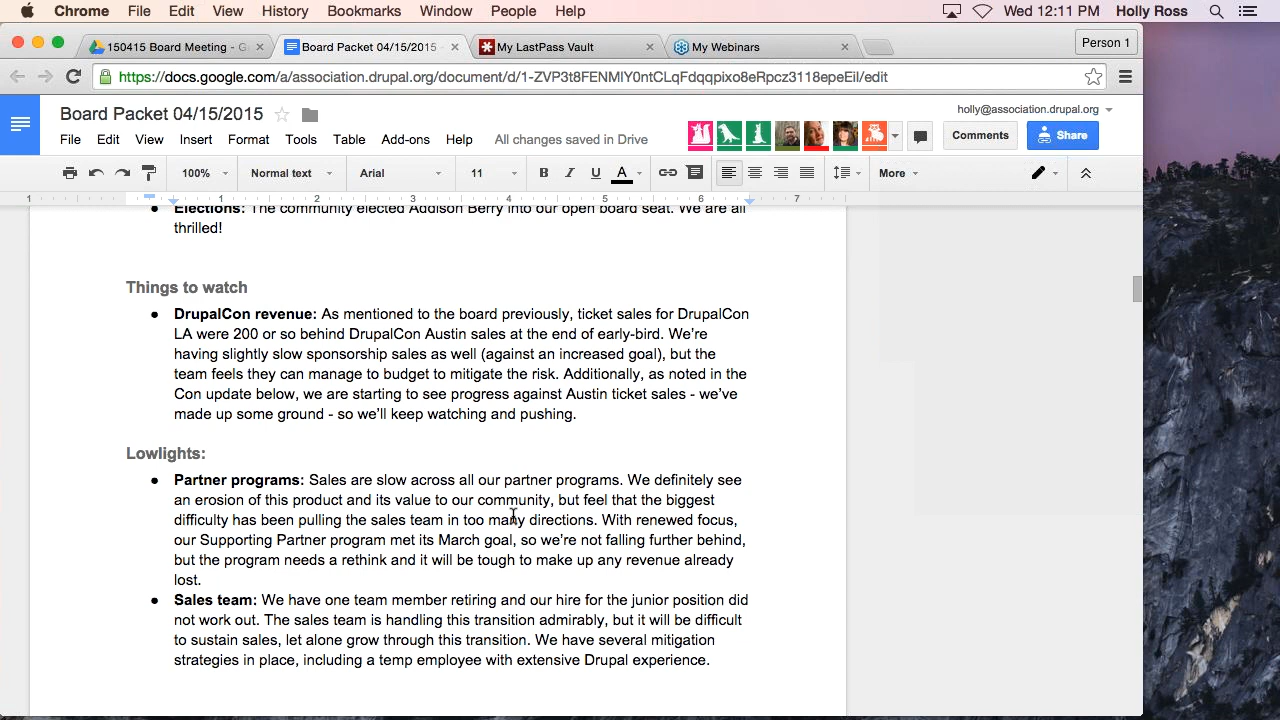 Chrome File Edit View History Bookmarks Window People Help Wed 12:11 PM Holly Ross
150415 Board Meeting - G Board Packet 04/15/2015 - My LastPass Vault My Webinars Person 1
https://docs.google.com/a/association.drupal.org/document/d/1-ZVP3t8FENMIY0ntCLqFdqqpixo8eRpcz3118epeEiI/edit
Board Packet 04/15/2015 holly@association.drupal.org
File Edit View Insert Format Tools Table Add-ons Help All changes saved in Drive Comments Share
100% Normal text Arial 11 B I U A More
1 1 2 3 4 5 6 7
• Elections: The community elected Addison Berry into our open board seat. We are all
thrilled!
Things to watch
• DrupalCon revenue: As mentioned to the board previously, ticket sales for DrupalCon
LA were 200 or so behind DrupalCon Austin sales at the end of early-bird. We're
having slightly slow sponsorship sales as well (against an increased goal), but the
team feels they can manage to budget to mitigate the risk. Additionally, as noted in the
Con update below, we are starting to see progress against Austin ticket sales - we've
made up some ground - so we'll keep watching and pushing.
Lowlights:
• Partner programs: Sales are slow across all our partner programs. We definitely see
an erosion of this product and its value to our community, but feel that the biggest
difficulty has been pulling the sales team in too many directions. With renewed focus,
our Supporting Partner program met its March goal, so we're not falling further behind,
but the program needs a rethink and it will be tough to make up any revenue already
lost.
• Sales team: We have one team member retiring and our hire for the junior position did
not work out. The sales team is handling this transition admirably, but it will be difficult
to sustain sales, let alone grow through this transition. We have several mitigation
strategies in place, including a temp employee with extensive Drupal experience.